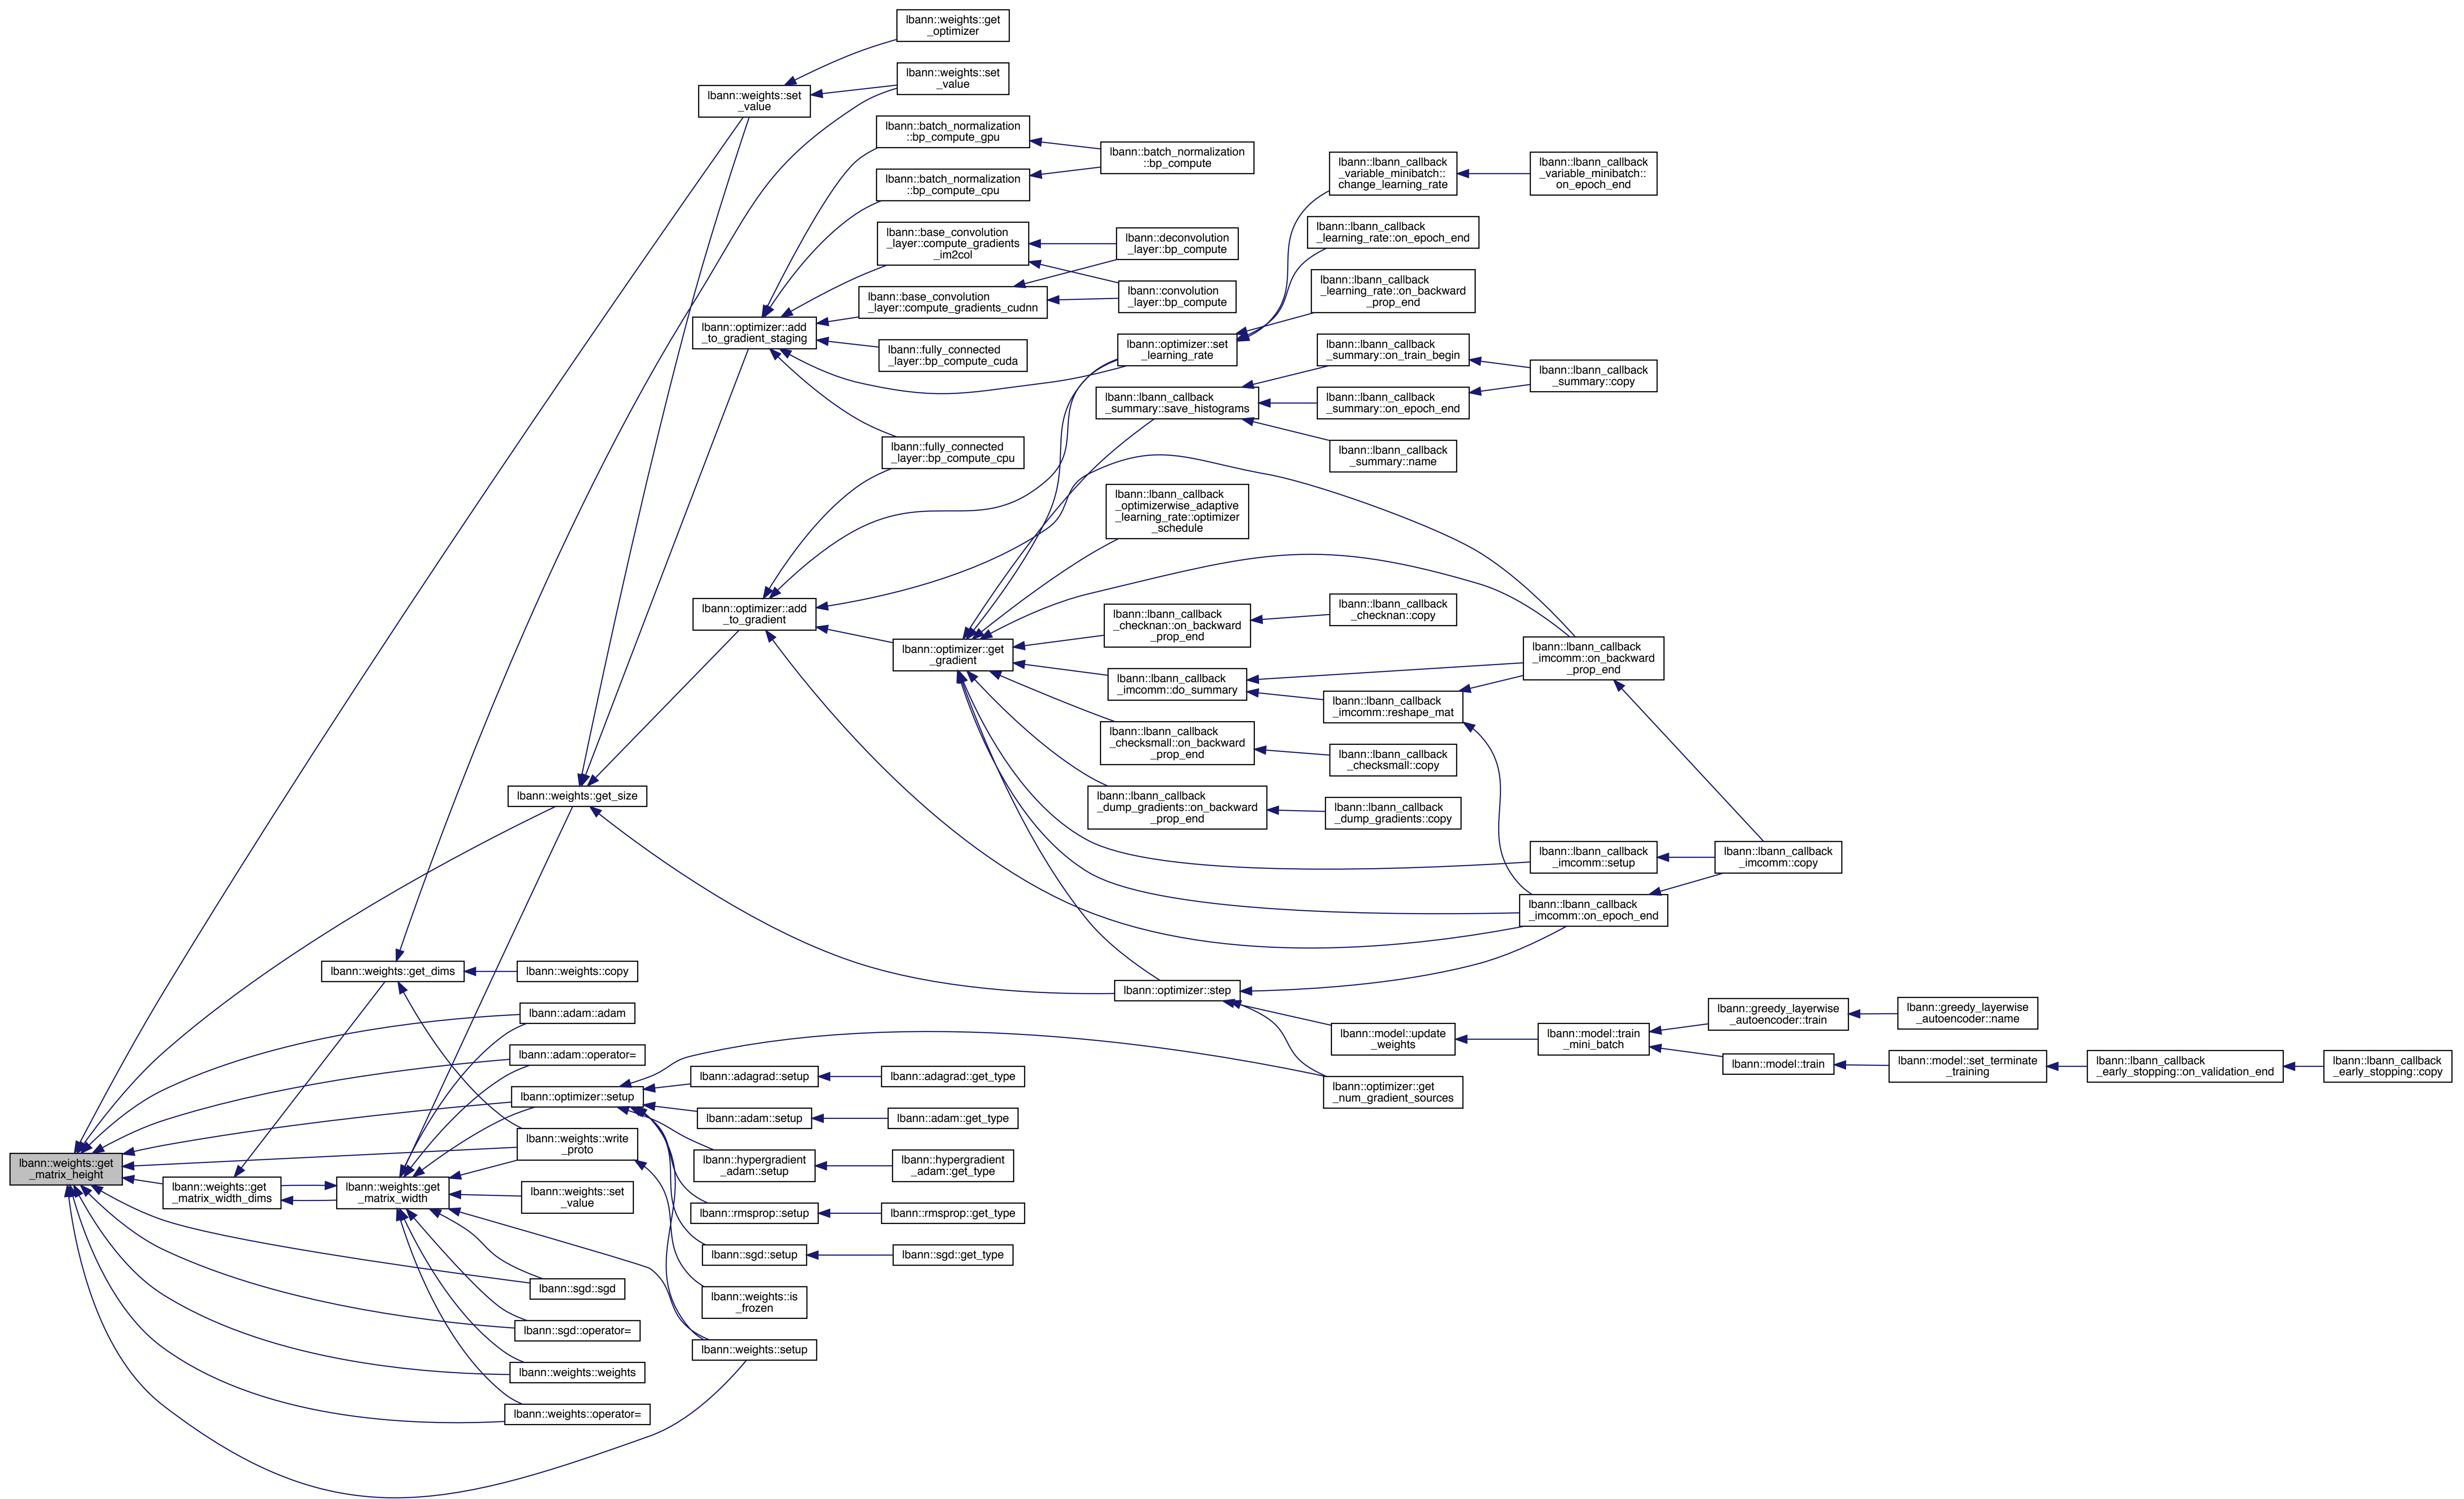 lbann::weights::get
_optimizer
lbann::weights::set
_value
lbann::weights::set
_value
lbann::batch_normalization
::bp_compute_gpu
lbann::batch_normalization
::bp_compute
lbann::batch_normalization
::bp_compute_cpu
lbann::lbann_callback
_variable_minibatch::
change_learning_rate
lbann::lbann_callback
_variable_minibatch::
on_epoch_end
lbann::base_convolution
_layer::compute_gradients
_im2col
lbann::deconvolution
_layer::bp_compute
lbann::lbann_callback
_learning_rate::on_epoch_end
lbann::base_convolution
_layer::compute_gradients_cudnn
lbann::convolution
_layer::bp_compute
lbann::lbann_callback
_learning_rate::on_backward
_prop_end
lbann::optimizer::add
_to_gradient_staging
lbann::fully_connected
_layer::bp_compute_cuda
lbann::optimizer::set
_learning_rate
lbann::lbann_callback
_summary::on_train_begin
lbann::lbann_callback
_summary::copy
lbann::lbann_callback
_summary::save_histograms
lbann::lbann_callback
_summary::on_epoch_end
lbann::fully_connected
_layer::bp_compute_cpu
lbann::lbann_callback
_summary::name
lbann::lbann_callback
_optimizerwise_adaptive
_learning_rate::optimizer
_schedule
lbann::optimizer::add
_to_gradient
lbann::optimizer::get
_gradient
lbann::lbann_callback
_checknan::on_backward
_prop_end
lbann::lbann_callback
_checknan::copy
lbann::lbann_callback
_imcomm::on_backward
_prop_end
lbann::lbann_callback
_imcomm::do_summary
lbann::lbann_callback
_imcomm::reshape_mat
lbann::lbann_callback
_checksmall::on_backward
_prop_end
lbann::lbann_callback
_checksmall::copy
lbann::weights::get_size
lbann::lbann_callback
_dump_gradients::on_backward
_prop_end
lbann::lbann_callback
_dump_gradients::copy
lbann::lbann_callback
_imcomm::setup
lbann::lbann_callback
_imcomm::copy
lbann::lbann_callback
_imcomm::on_epoch_end
lbann::weights::get_dims
lbann::weights::copy
lbann::optimizer::step
lbann::adam::adam
lbann::model::update
_weights
lbann::model::train
_mini_batch
lbann::greedy_layerwise
_autoencoder::train
lbann::greedy_layerwise
_autoencoder::name
lbann::adam::operator=
lbann::model::train
lbann::model::set_terminate
_training
lbann::lbann_callback
_early_stopping::on_validation_end
lbann::lbann_callback
_early_stopping::copy
lbann::optimizer::setup
lbann::adagrad::setup
lbann::adagrad::get_type
lbann::optimizer::get
_num_gradient_sources
lbann::adam::setup
lbann::adam::get_type
lbann::weights::write
_proto
lbann::hypergradient
_adam::setup
lbann::hypergradient
_adam::get_type
lbann::weights::get
_matrix_height
lbann::weights::get
_matrix_width_dims
lbann::weights::get
_matrix_width
lbann::weights::set
_value
lbann::rmsprop::setup
lbann::rmsprop::get_type
lbann::sgd::setup
lbann::sgd::get_type
lbann::sgd::sgd
lbann::weights::is
_frozen
lbann::sgd::operator=
lbann::weights::setup
lbann::weights::weights
lbann::weights::operator=